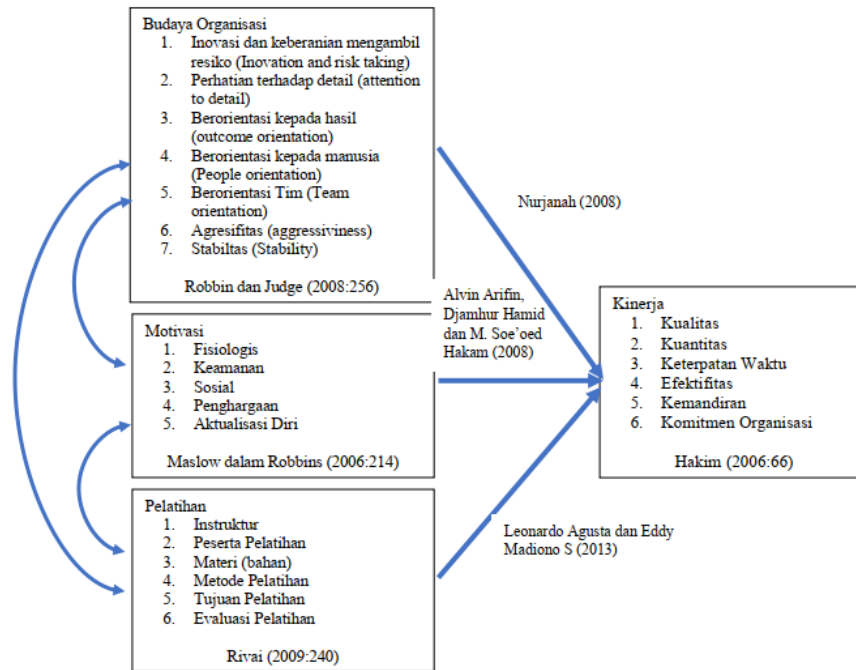 Budaya Organisasi
1. Inovasi dan keberanian mengambil
resiko (Inovation and risk taking)
2. Perhatian terhadap detail (attention
to detail)
3. Berorientasi kepada hasil
(outcome orientation)
4. Berorientasi kepada manusia
(People orientation)
5. Berorientasi Tim (Team
orientation)
6. Agresifitas (aggressiviness)
7. Stabiltas (Stability)
Robbin dan Judge (2008:256)
Nurjanah (2008)
Alvin Arifin,
Djamhur Hamid
dan M. Soe’oed
Hakam (2008)
Motivasi
1. Fisiologis
2. Keamanan
3. Sosial
4. Penghargaan
5. Aktualisasi Diri
Maslow dalam Robbins (2006:214)
Kinerja
1. Kualitas
2. Kuantitas
3. Keterpatan Waktu
4. Efektifitas
5. Kemandiran
6. Komitmen Organisasi
Hakim (2006:66)
Pelatihan
1. Instruktur
2. Peserta Pelatihan
3. Materi (bahan)
4. Metode Pelatihan
5. Tujuan Pelatihan
6. Evaluasi Pelatihan
Rivai (2009:240)
Leonardo Agusta dan Eddy
Madiono S (2013)